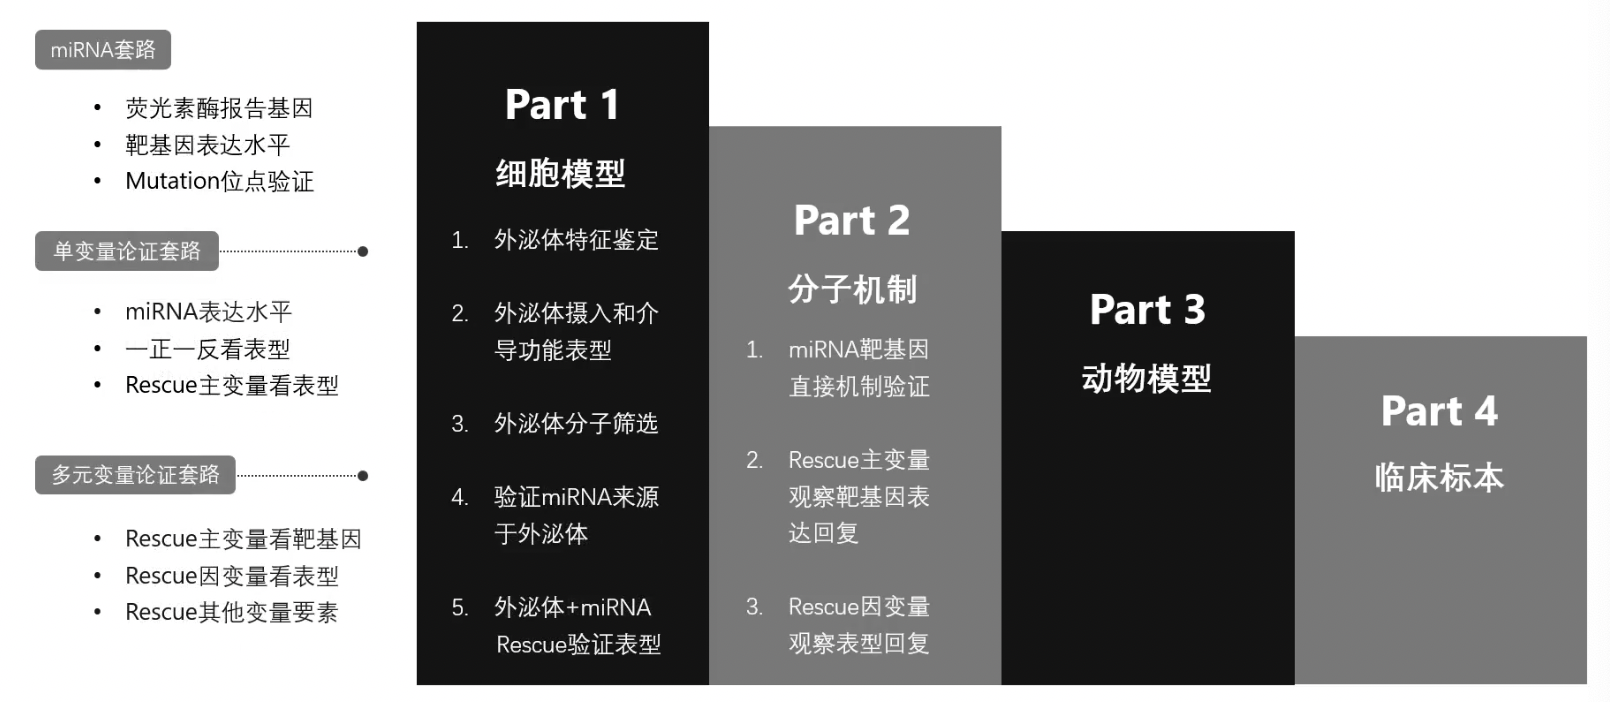 miRNA套路
• 荧光素酶报告基因
• 靶基因表达水平
• Mutation位点验证
单变量论证套路
• miRNA表达水平
• 一正一反看表型
• Rescue主变量看表型
多元变量论证套路
• Rescue主变量看靶基因
• Rescue因变量看表型
• Rescue其他变量要素
Part 1
细胞模型
1. 外泌体特征鉴定
2. 外泌体摄入和介
导功能表型
3. 外泌体分子筛选
4. 验证miRNA来源
于外泌体
5. 外泌体+miRNA
Rescue验证表型
Part 2
分子机制
1. miRNA靶基因
直接机制验证
2. Rescue主变量
观察靶基因表
达回复
3. Rescue因变量
观察表型回复
Part 3
动物模型
Part 4
临床标本